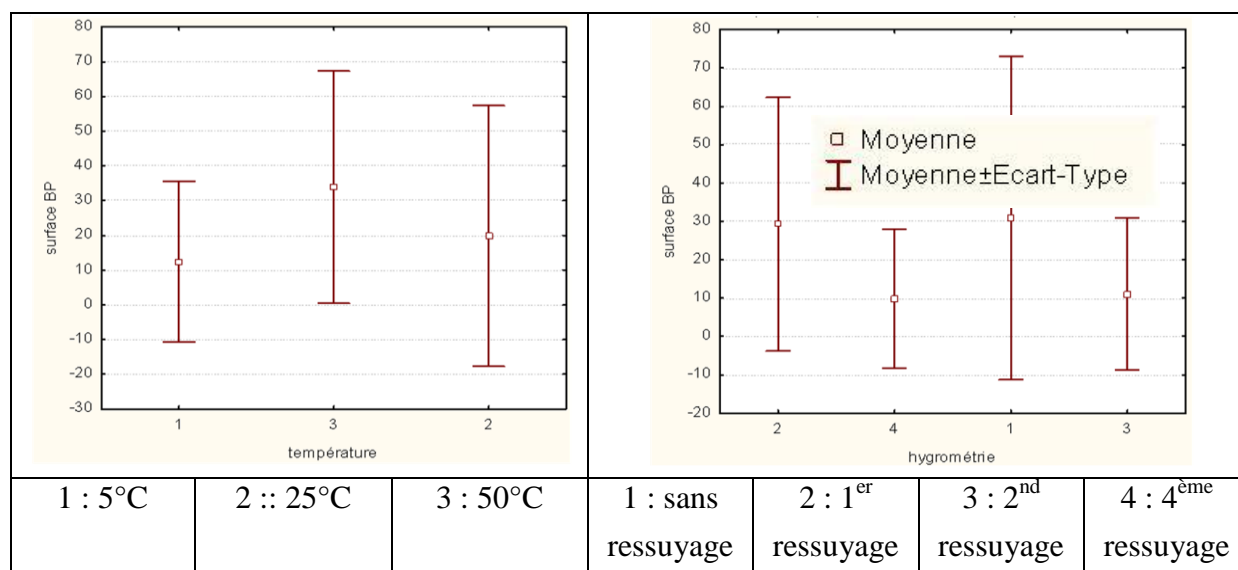 80
70
60
50
40
30
20
10
0
-10
-20
-30
surface BP
1 3 2
température
80
70
60
50
40
30
20
10
0
-10
-20
surface BP
Moyenne
Moyenne±Ecart-Type
2 4 1 3
hygrométrie
1 : 5°C 2 :: 25°C 3 : 50°C 1 : sans 2 : 1er 3 : 2nd 4 : 4ème
ressuyage ressuyage ressuyage ressuyage